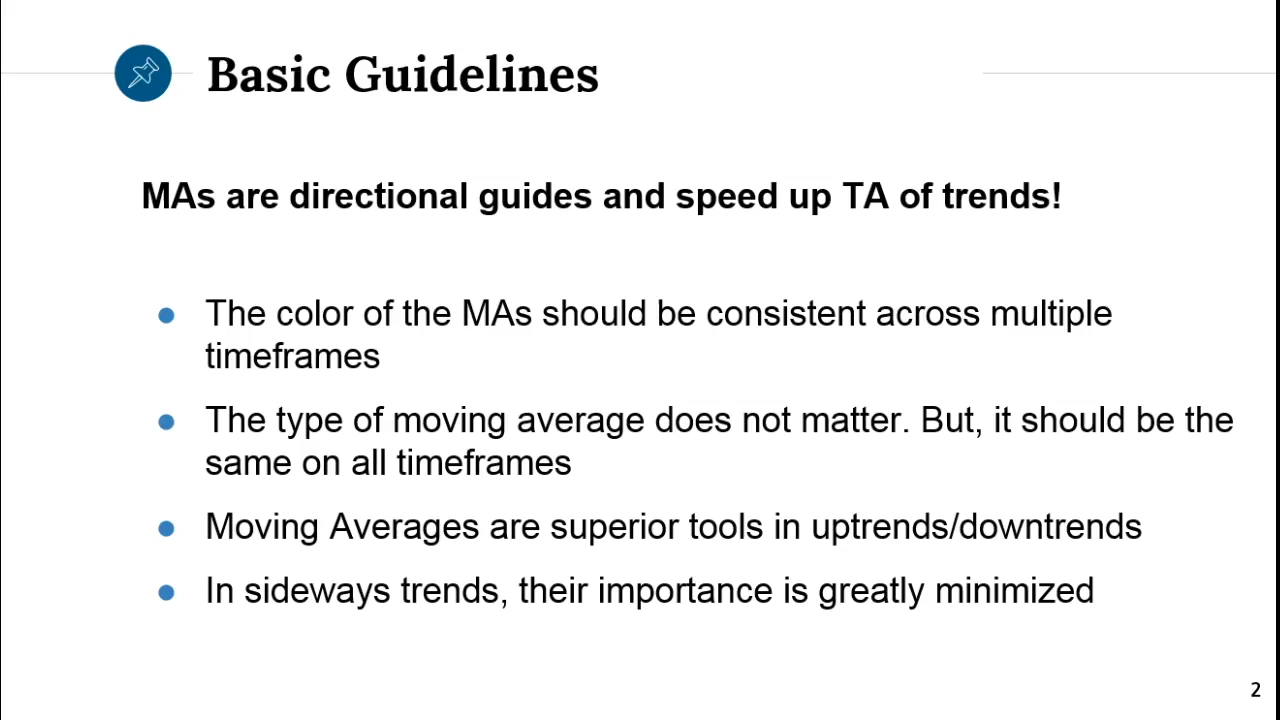 Basic Guidelines
MAs are directional guides and speed up TA of trends!
● The color of the MAs should be consistent across multiple
timeframes
● The type of moving average does not matter. But, it should be the
same on all timeframes
● Moving Averages are superior tools in uptrends/downtrends
● In sideways trends, their importance is greatly minimized
2